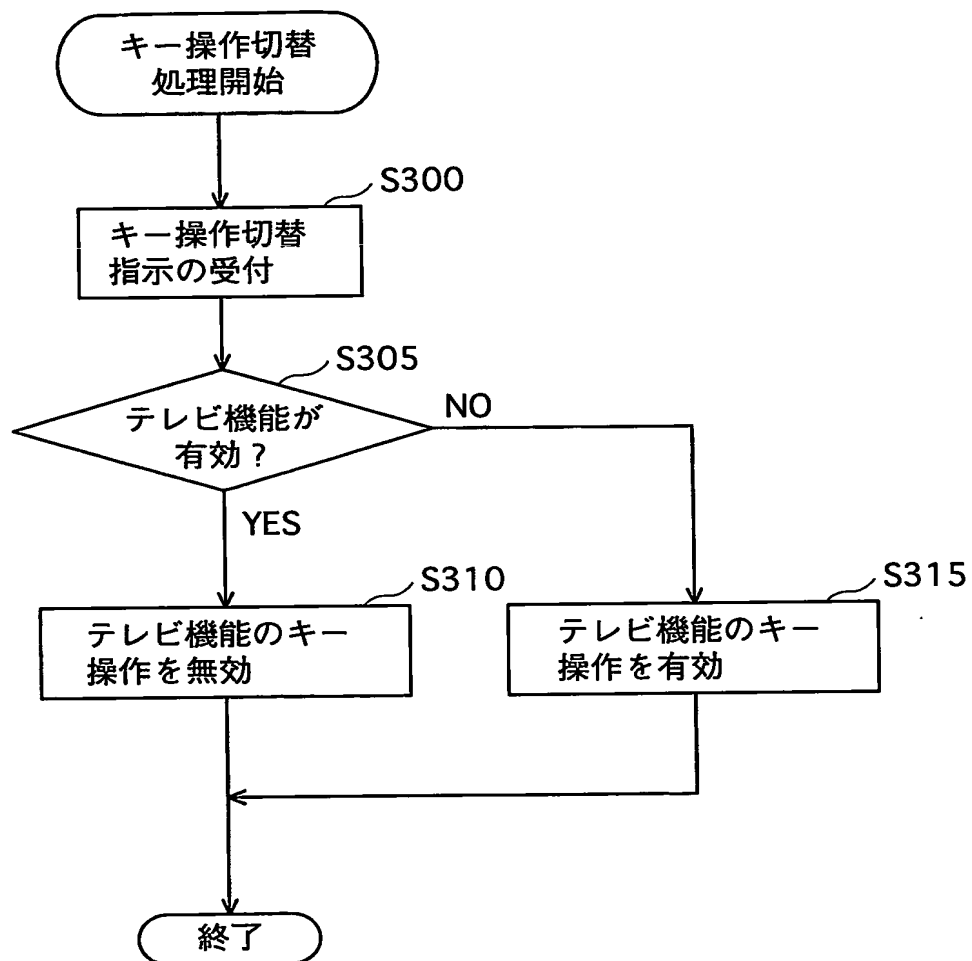 キー操作切替
処理開始
S300
キー操作切替
指示の受付
S305
テレビ機能が
有効?
NO
YES
S310
テレビ機能のキー
操作を無効
S315
テレビ機能のキー
操作を有効
終了